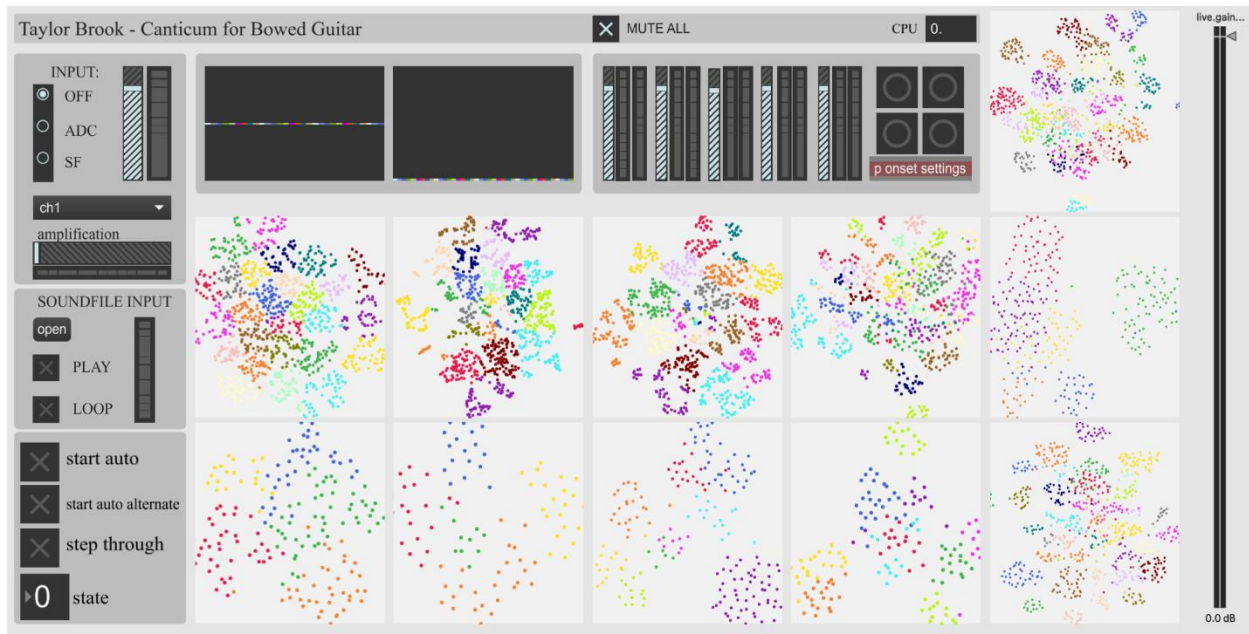 Taylor Brook - Canticum for Bowed Guitar
MUTE ALL
CPU 0.
live.gain...
INPUT:
OFF
ADC
SF
ch1
amplification
p onset settings
SOUNDFILE INPUT
open
PLAY
LOOP
start auto
start auto alternate
step through
0 state
0.0 dB